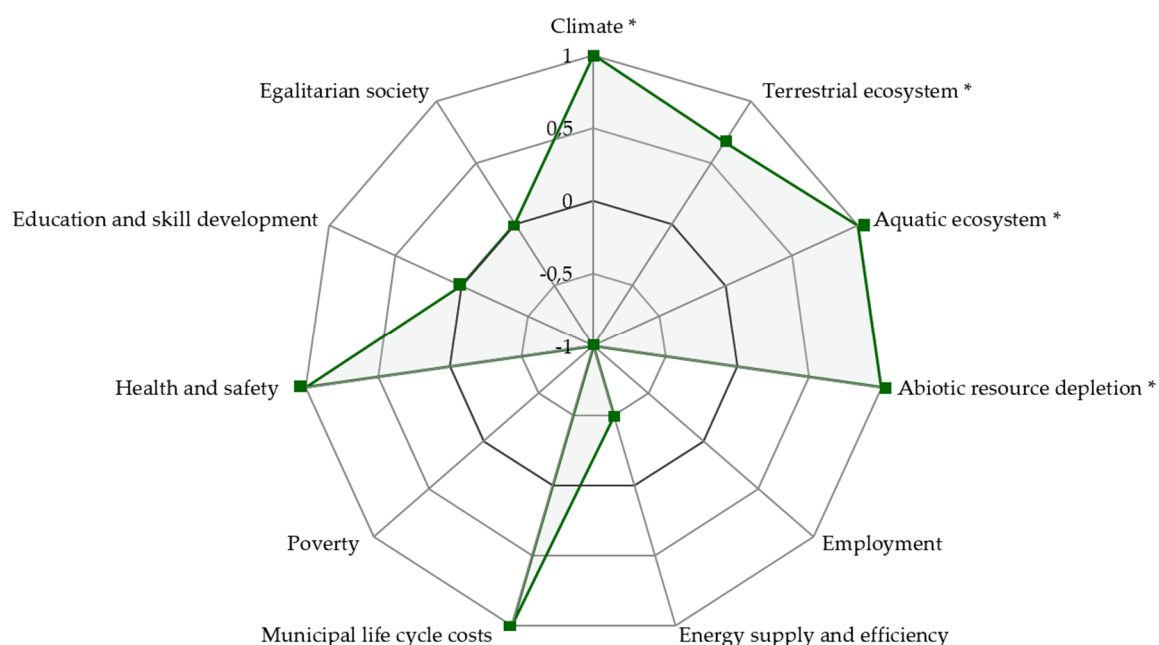 Climate *
1
Egalitarian society
Terrestrial ecosystem *
0,5
0
Education and skill development
Aquatic ecosystem *
-0,5
-1
Health and safety
Abiotic resource depletion *
Poverty
Employment
Municipal life cycle costs
Energy supply and efficiency